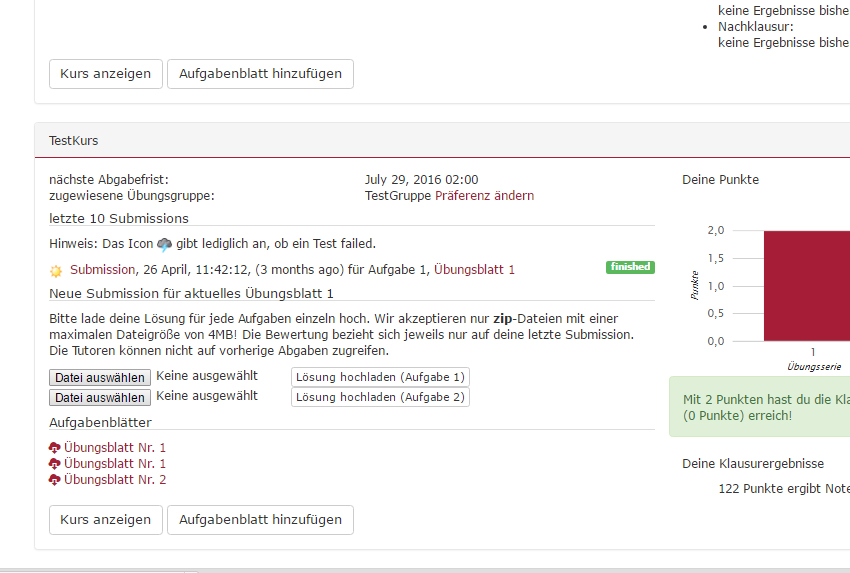 keine Ergebnisse bishe
Nachklausur:
keine Ergebnisse bishe
Kurs anzeigen
Aufgabenblatt hinzufügen
TestKurs
nächste Abgabefrist: July 29, 2016 02:00
zugewiesene Übungsgruppe: TestGruppe Präferenz ändern
letzte 10 Submissions
Hinweis: Das Icon gibt lediglich an, ob ein Test failed.
Submission, 26 April, 11:42:12, (3 months ago) für Aufgabe 1, Übungsblatt 1 finished
Neue Submission für aktuelles Übungsblatt 1
Bitte lade deine Lösung für jede Aufgaben einzeln hoch. Wir akzeptieren nur zip-Dateien mit einer
maximalen Dateigröße von 4MB! Die Bewertung bezieht sich jeweils nur auf deine letzte Submission.
Die Tutoren können nicht auf vorherige Abgaben zugreifen.
Datei auswählen Keine ausgewählt Lösung hochladen (Aufgabe 1)
Datei auswählen Keine ausgewählt Lösung hochladen (Aufgabe 2)
Aufgabenblätter
Übungsblatt Nr. 1
Übungsblatt Nr. 1
Übungsblatt Nr. 2
Kurs anzeigen
Aufgabenblatt hinzufügen
Deine Punkte
2,0
1,5
1,0
0,5
0,0
Punkte
1
Übungsserie
Mit 2 Punkten hast du die Kla
(0 Punkte) erreich!
Deine Klausurergebnisse
122 Punkte ergibt Note